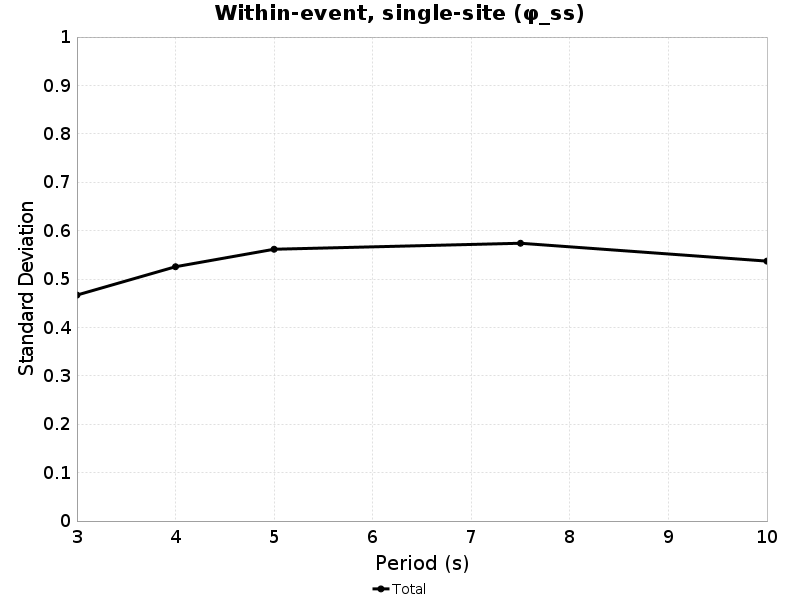 Within-event, single-site (φ_ss)
1
0.9
0.8
0.7
0.6
0.5
0.4
0.3
0.2
0.1
0
Standard Deviation
3 4 5 6 7 8 9 10
Period (s)
Total